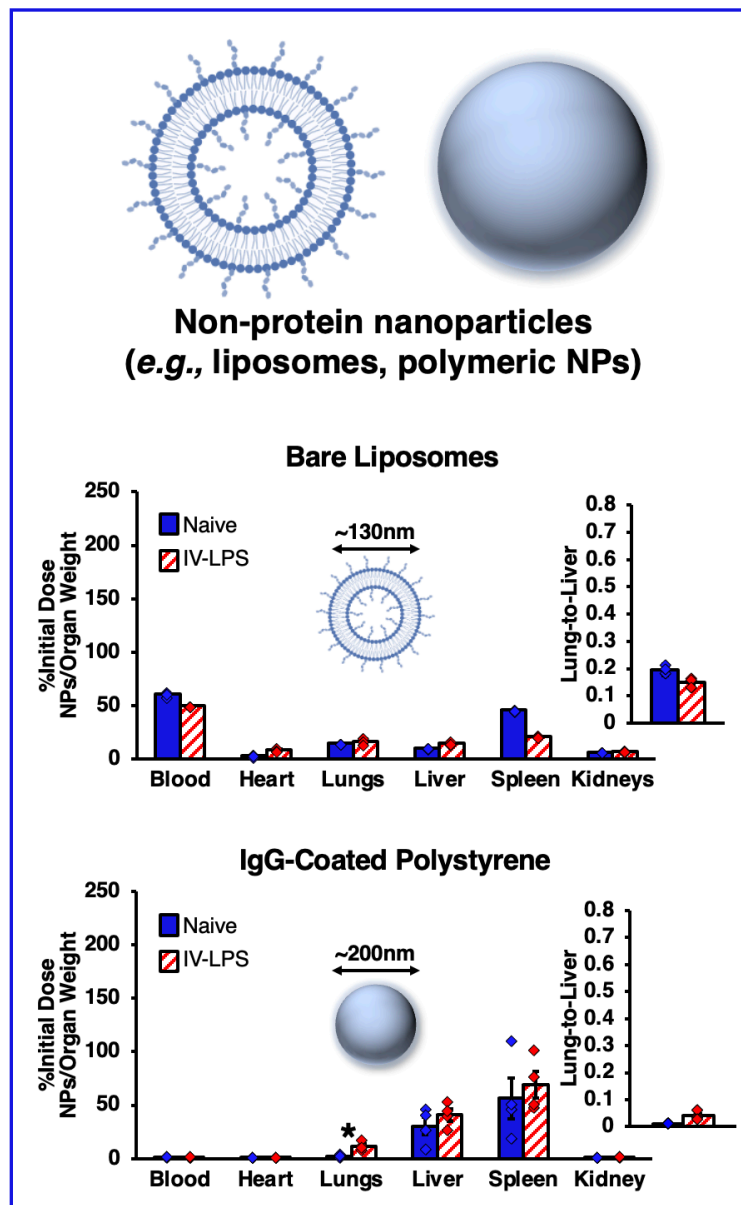 Non-protein nanoparticles
(e.g., liposomes, polymeric NPs)
Bare Liposomes
%Initial Dose
NPs/Organ Weight
250
200
150
100
50
0
Naive
IV-LPS
~130nm
Blood Heart Lungs Liver Spleen Kidneys
Lung-to-Liver
0.8
0.7
0.6
0.5
0.4
0.3
0.2
0.1
0
IgG-Coated Polystyrene
%Initial Dose
NPs/Organ Weight
250
200
150
100
50
0
Naive
IV-LPS
~200nm
*
Blood Heart Lungs Liver Spleen Kidney
Lung-to-Liver
0.8
0.7
0.6
0.5
0.4
0.3
0.2
0.1
0